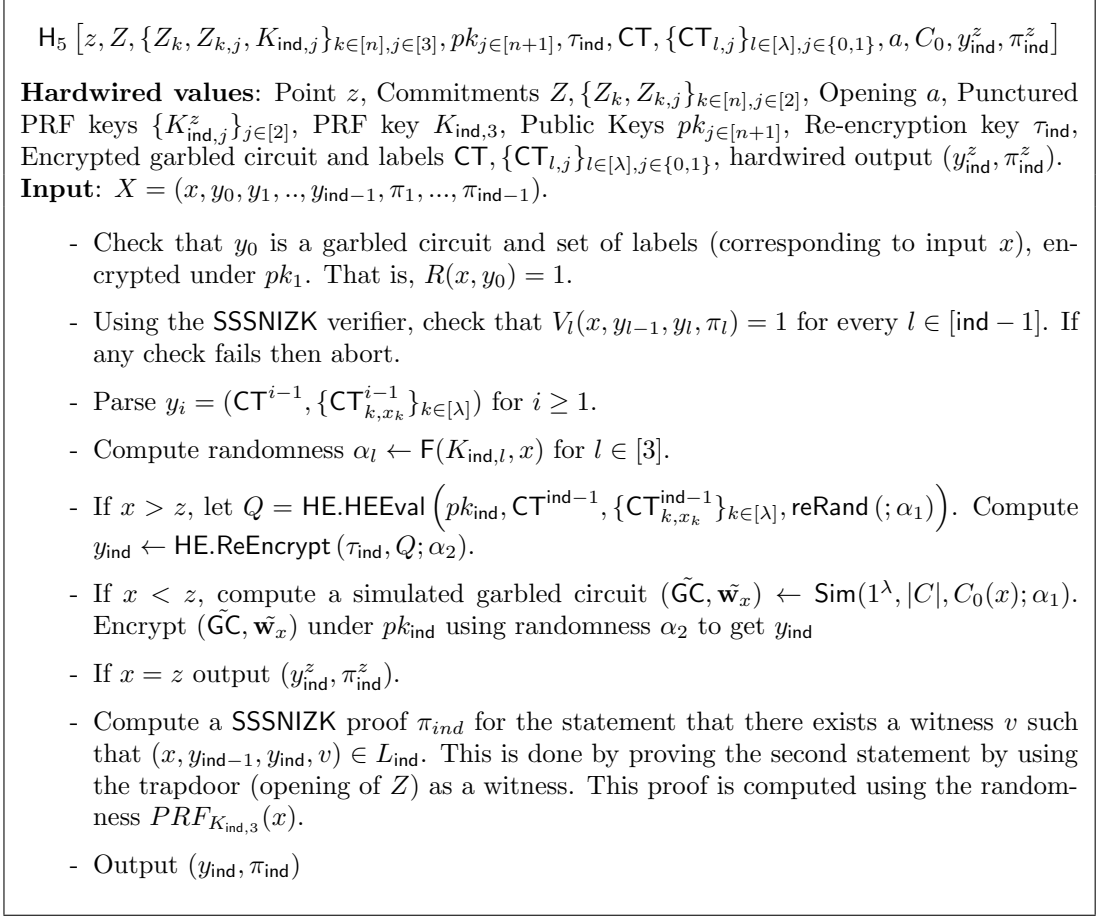 H₅ [z, Z, {Z_k, Z_{k,j}, K_{ind,j}}_{k∈[n],j∈[3]}, pk_{j∈[n+1]}, τ_ind, CT, {CT_{l,j}}_{l∈[λ],j∈{0,1}}, a, C₀, y^z_ind, π^z_ind]
Hardwired values: Point z, Commitments Z, {Z_k, Z_{k,j}}_{k∈[n],j∈[2]}, Opening a, Punctured
PRF keys {K^z_{ind,j}}_{j∈[2]}, PRF key K_{ind,3}, Public Keys pk_{j∈[n+1]}, Re-encryption key τ_ind,
Encrypted garbled circuit and labels CT, {CT_{l,j}}_{l∈[λ],j∈{0,1}}, hardwired output (y^z_ind, π^z_ind).
Input: X = (x, y₀, y₁, .., y_{ind−1}, π₁, ..., π_{ind−1}).
- Check that y₀ is a garbled circuit and set of labels (corresponding to input x), en-
crypted under pk₁. That is, R(x, y₀) = 1.
- Using the SSSNIZK verifier, check that V_l(x, y_{l−1}, y_l, π_l) = 1 for every l ∈ [ind − 1]. If
any check fails then abort.
- Parse y_i = (CT^{i−1}, {CT^{i−1}_{k,x_k}}_{k∈[λ]}) for i ≥ 1.
- Compute randomness α_l ← F(K_{ind,l}, x) for l ∈ [3].
- If x > z, let Q = HE.HEEval (pk_ind, CT^{ind−1}, {CT^{ind−1}_{k,x_k}}_{k∈[λ]}, reRand (; α₁)). Compute
y_ind ← HE.ReEncrypt (τ_ind, Q; α₂).
- If x < z, compute a simulated garbled circuit (G̃C, w̃_x) ← Sim(1^λ, |C|, C₀(x); α₁).
Encrypt (G̃C, w̃_x) under pk_ind using randomness α₂ to get y_ind
- If x = z output (y^z_ind, π^z_ind).
- Compute a SSSNIZK proof π_ind for the statement that there exists a witness v such
that (x, y_{ind−1}, y_ind, v) ∈ L_ind. This is done by proving the second statement by using
the trapdoor (opening of Z) as a witness. This proof is computed using the random-
ness PRF_{K_{ind,3}}(x).
- Output (y_ind, π_ind)